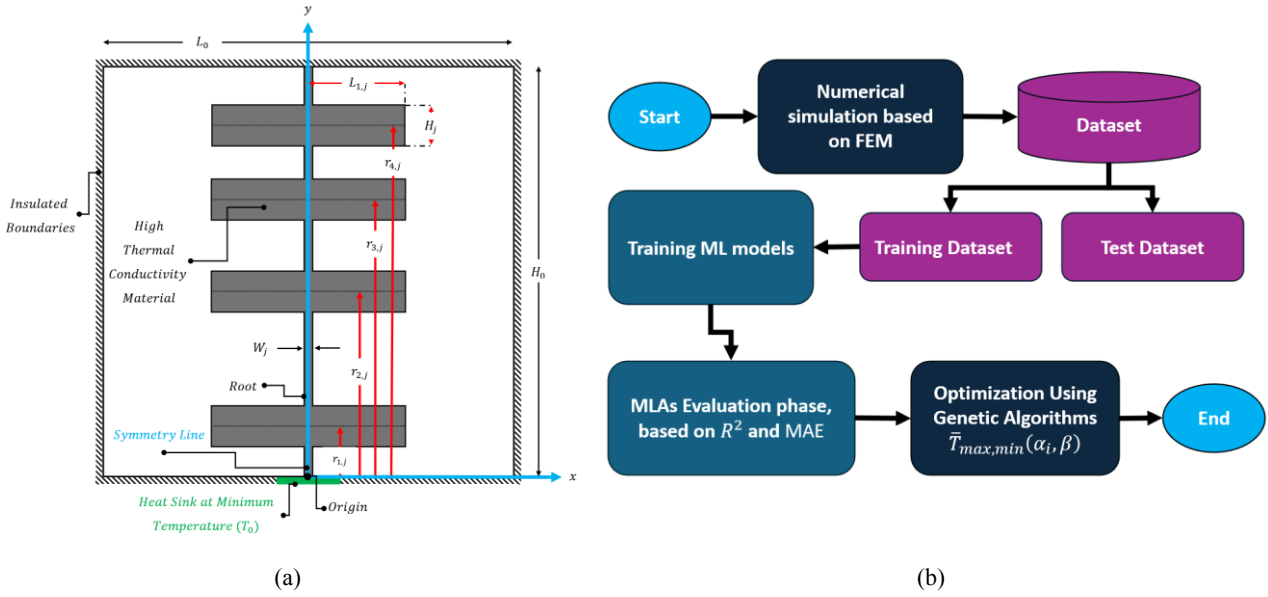 y
L₀
L₁,ⱼ
Hⱼ
r₄,ⱼ
Insulated
Boundaries
High
Thermal
Conductivity
Material
r₃,ⱼ
H₀
Wⱼ
r₂,ⱼ
Root
Symmetry Line
r₁,ⱼ
x
Heat Sink at Minimum
Temperature (T₀)
Origin
(a)
Start
Numerical
simulation based
on FEM
Dataset
Training ML models
Training Dataset
Test Dataset
MLAs Evaluation phase,
based on R² and MAE
Optimization Using
Genetic Algorithms
T̄max,min(αᵢ, β)
End
(b)